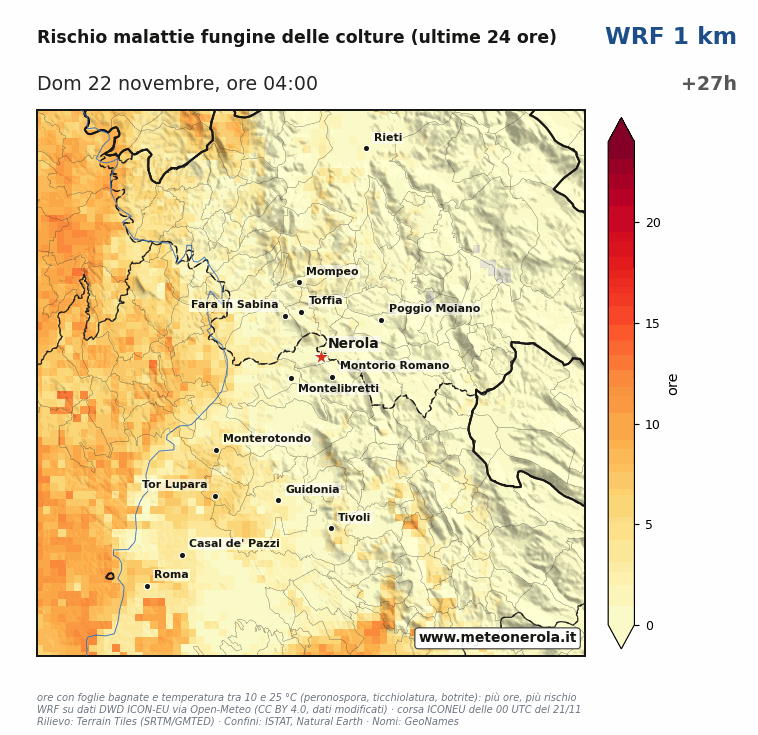 Rischio malattie fungine delle colture (ultime 24 ore)
WRF 1 km
Dom 22 novembre, ore 04:00
+27h
Rieti
Mompeo
Toffia
Fara in Sabina
Poggio Moiano
Nerola
Montorio Romano
Montelibretti
Monterotondo
Tor Lupara
Guidonia
Tivoli
Casal de' Pazzi
Roma
www.meteonerola.it
20
15
10
5
0
ore
ore con foglie bagnate e temperatura tra 10 e 25 °C (peronospora, ticchiolatura, botrite): più ore, più rischio
WRF su dati DWD ICON-EU via Open-Meteo (CC BY 4.0, dati modificati) · corsa ICONEU delle 00 UTC del 21/11
Rilievo: Terrain Tiles (SRTM/GMTED) · Confini: ISTAT, Natural Earth · Nomi: GeoNames